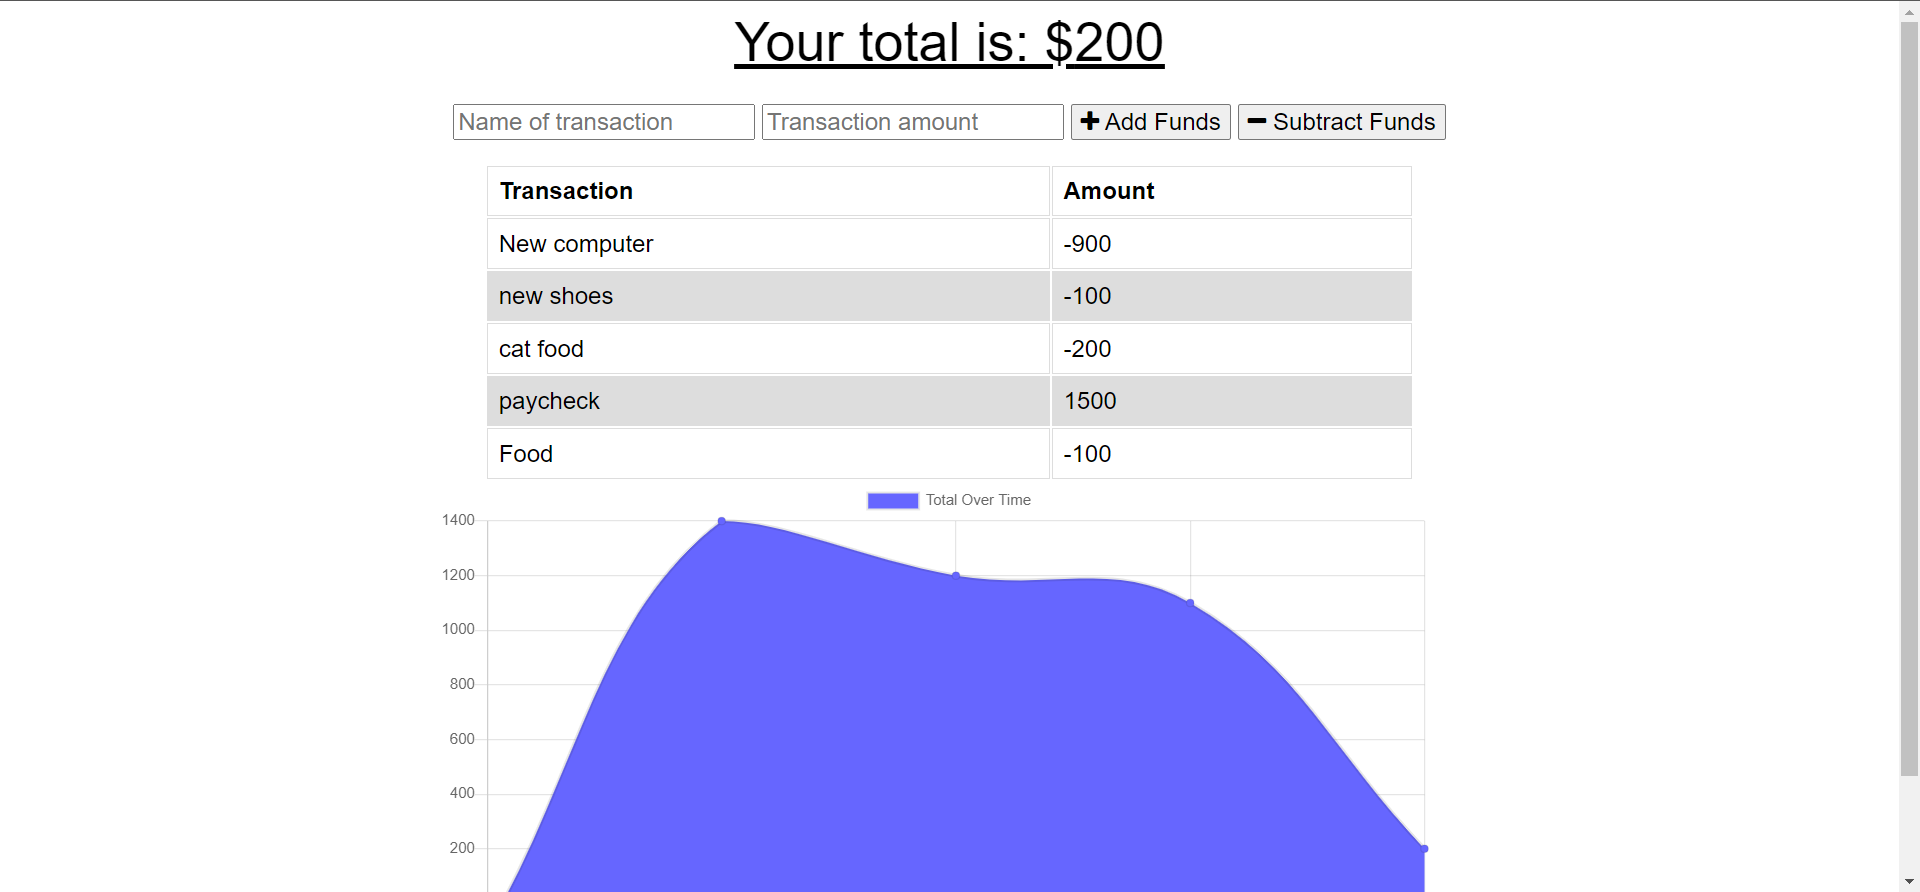 Your total is: $200
Name of transaction Transaction amount Add Funds Subtract Funds
Transaction Amount
New computer -900
new shoes -100
cat food -200
paycheck 1500
Food -100
Total Over Time
1400
1200
1000
800
600
400
200